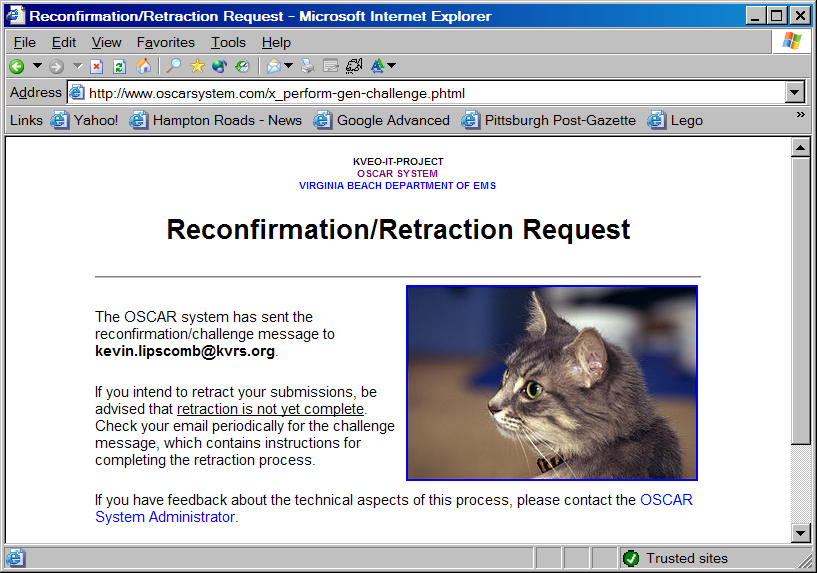 Reconfirmation/Retraction Request - Microsoft Internet Explorer
File Edit View Favorites Tools Help
Address http://www.oscarsystem.com/x_perform-gen-challenge.phtml
Links Yahoo! Hampton Roads - News Google Advanced Pittsburgh Post-Gazette Lego »
KVEO-IT-PROJECT
OSCAR SYSTEM
VIRGINIA BEACH DEPARTMENT OF EMS
Reconfirmation/Retraction Request
The OSCAR system has sent the
reconfirmation/challenge message to
kevin.lipscomb@kvrs.org.
If you intend to retract your submissions, be
advised that retraction is not yet complete.
Check your email periodically for the challenge
message, which contains instructions for
completing the retraction process.
If you have feedback about the technical aspects of this process, please contact the OSCAR
System Administrator.
Trusted sites